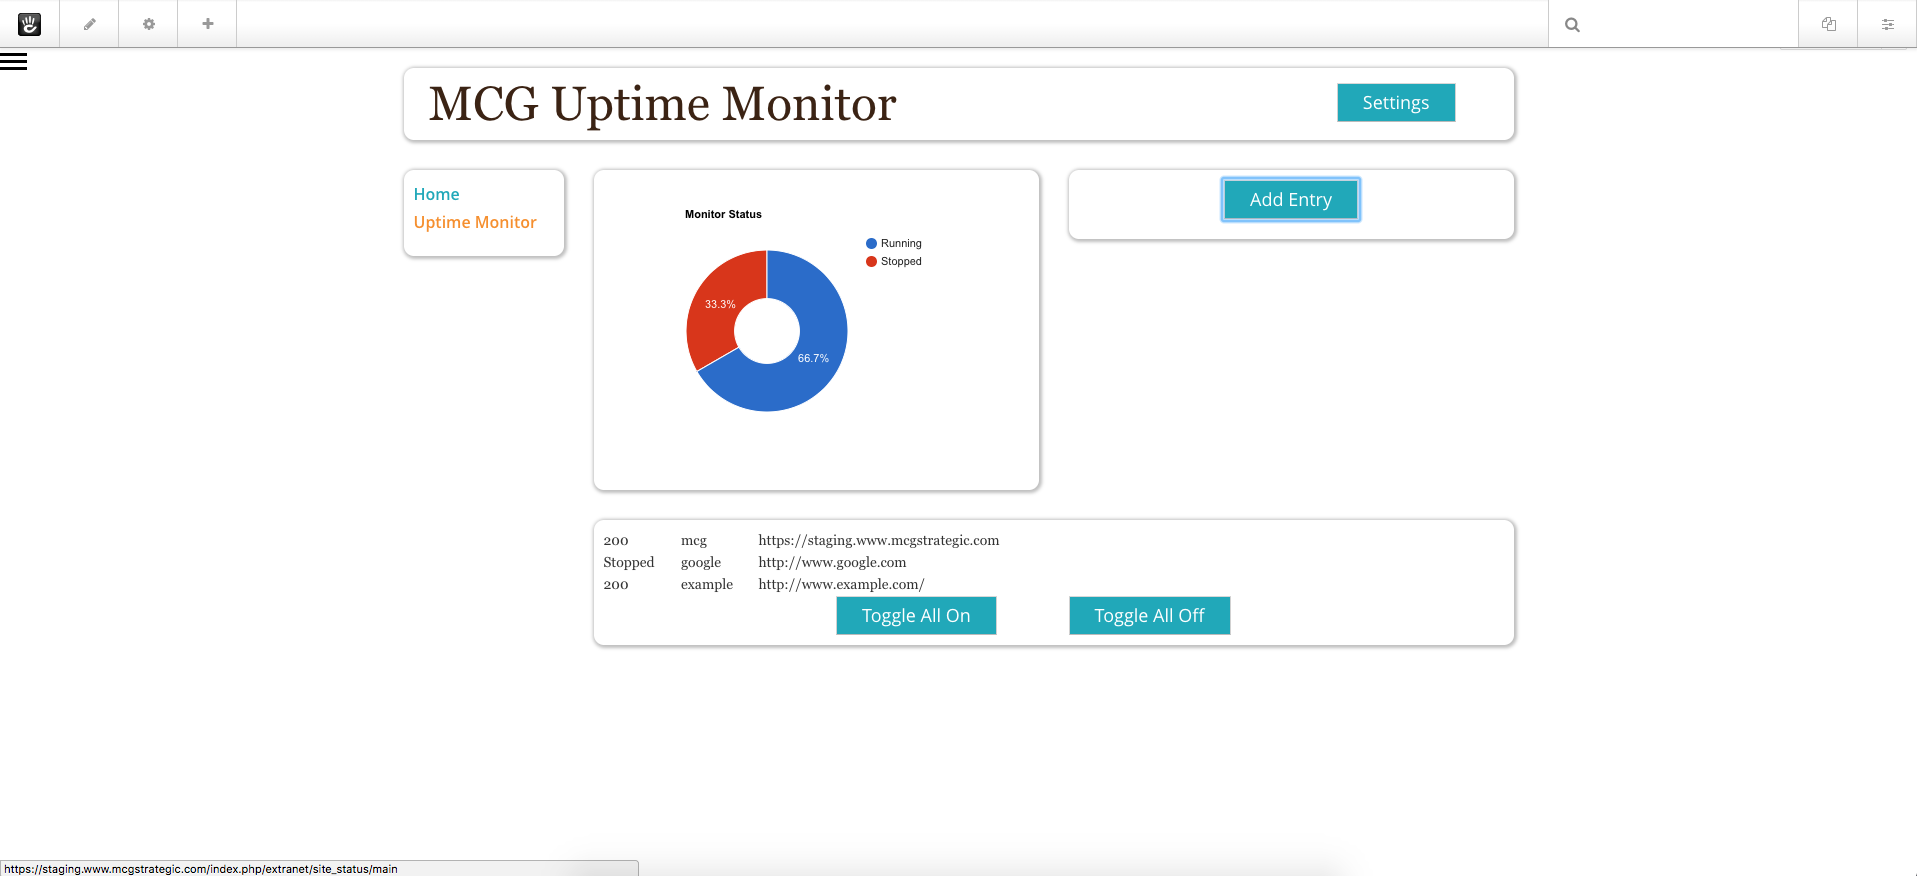 MCG Uptime Monitor
Settings
Home
Uptime Monitor
Monitor Status
Running
Stopped
33.3%
66.7%
Add Entry
200 mcg https://staging.www.mcgstrategic.com
Stopped google http://www.google.com
200 example http://www.example.com/
Toggle All On Toggle All Off
https://staging.www.mcgstrategic.com/index.php/extranet/site_status/main